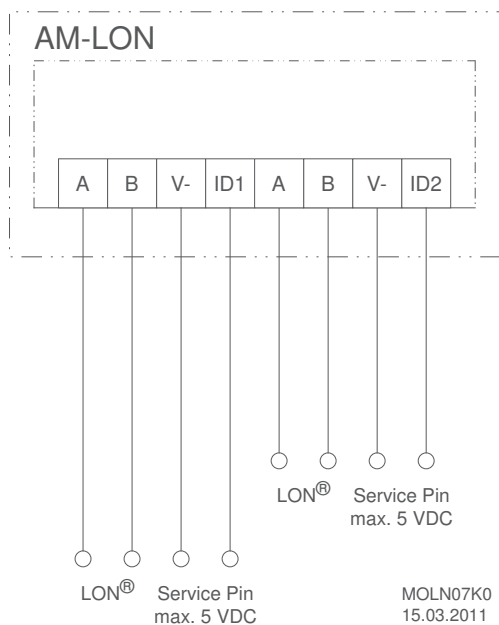 AM-LON
A B V- ID1 A B V- ID2
LON® Service Pin
max. 5 VDC
LON® Service Pin
max. 5 VDC
MOLN07K0
15.03.2011